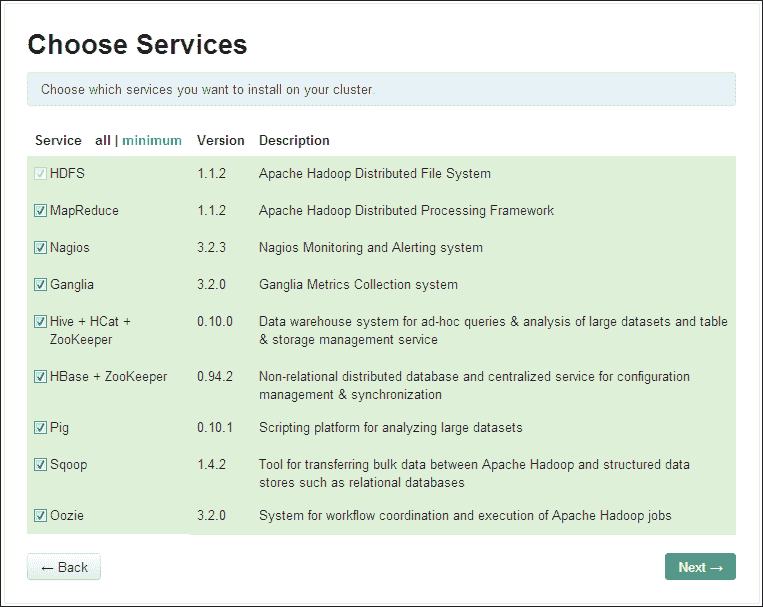 Choose Services
Choose which services you want to install on your cluster.
Service all | minimum Version Description
HDFS 1.1.2 Apache Hadoop Distributed File System
MapReduce 1.1.2 Apache Hadoop Distributed Processing Framework
Nagios 3.2.3 Nagios Monitoring and Alerting system
Ganglia 3.2.0 Ganglia Metrics Collection system
Hive + HCat + 0.10.0 Data warehouse system for ad-hoc queries & analysis of large datasets and table
ZooKeeper & storage management service
HBase + ZooKeeper 0.94.2 Non-relational distributed database and centralized service for configuration
management & synchronization
Pig 0.10.1 Scripting platform for analyzing large datasets
Sqoop 1.4.2 Tool for transferring bulk data between Apache Hadoop and structured data
stores such as relational databases
Oozie 3.2.0 System for workflow coordination and execution of Apache Hadoop jobs
← Back Next →